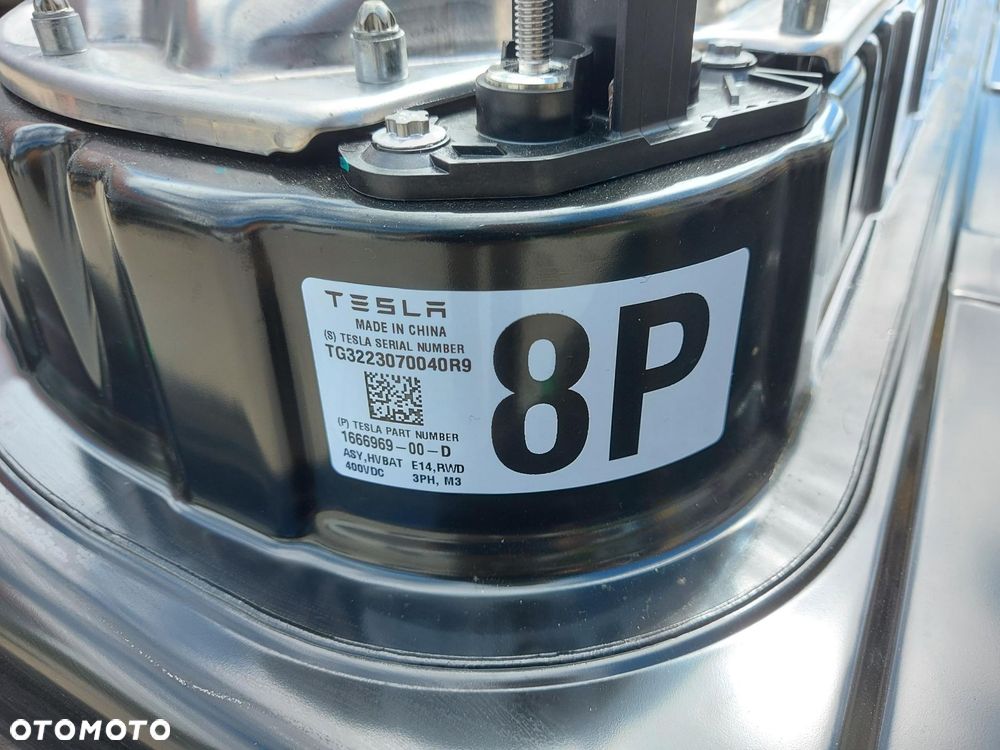 TESLA
MADE IN CHINA
(S) TESLA SERIAL NUMBER
TG3223070040R9
(P) TESLA PART NUMBER
1666969-00-D
ASY,HVBAT E14,RWD
400VDC 3PH, M3
8P
OTOMOTO